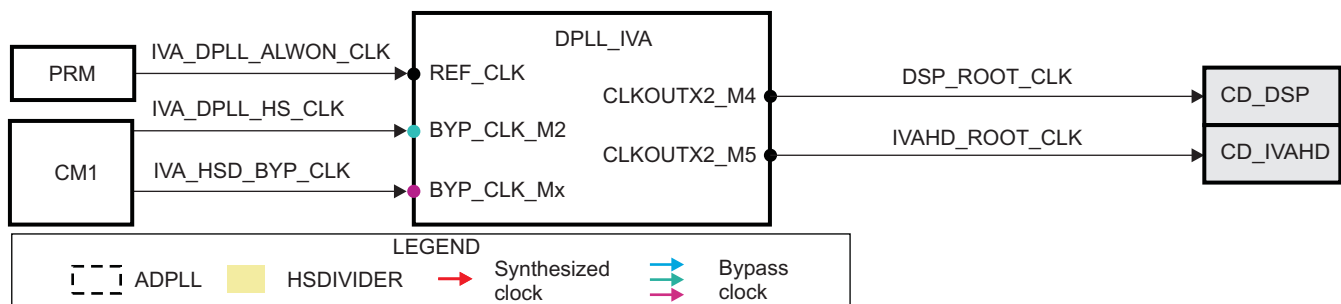 DPLL_IVA
PRM
IVA_DPLL_ALWON_CLK
REF_CLK
DSP_ROOT_CLK
CLKOUTX2_M4
CD_DSP
IVA_DPLL_HS_CLK
BYP_CLK_M2
IVAHD_ROOT_CLK
CLKOUTX2_M5
CD_IVAHD
CM1
IVA_HSD_BYP_CLK
BYP_CLK_Mx
LEGEND
ADPLL
HSDIVIDER
Synthesized
clock
Bypass
clock